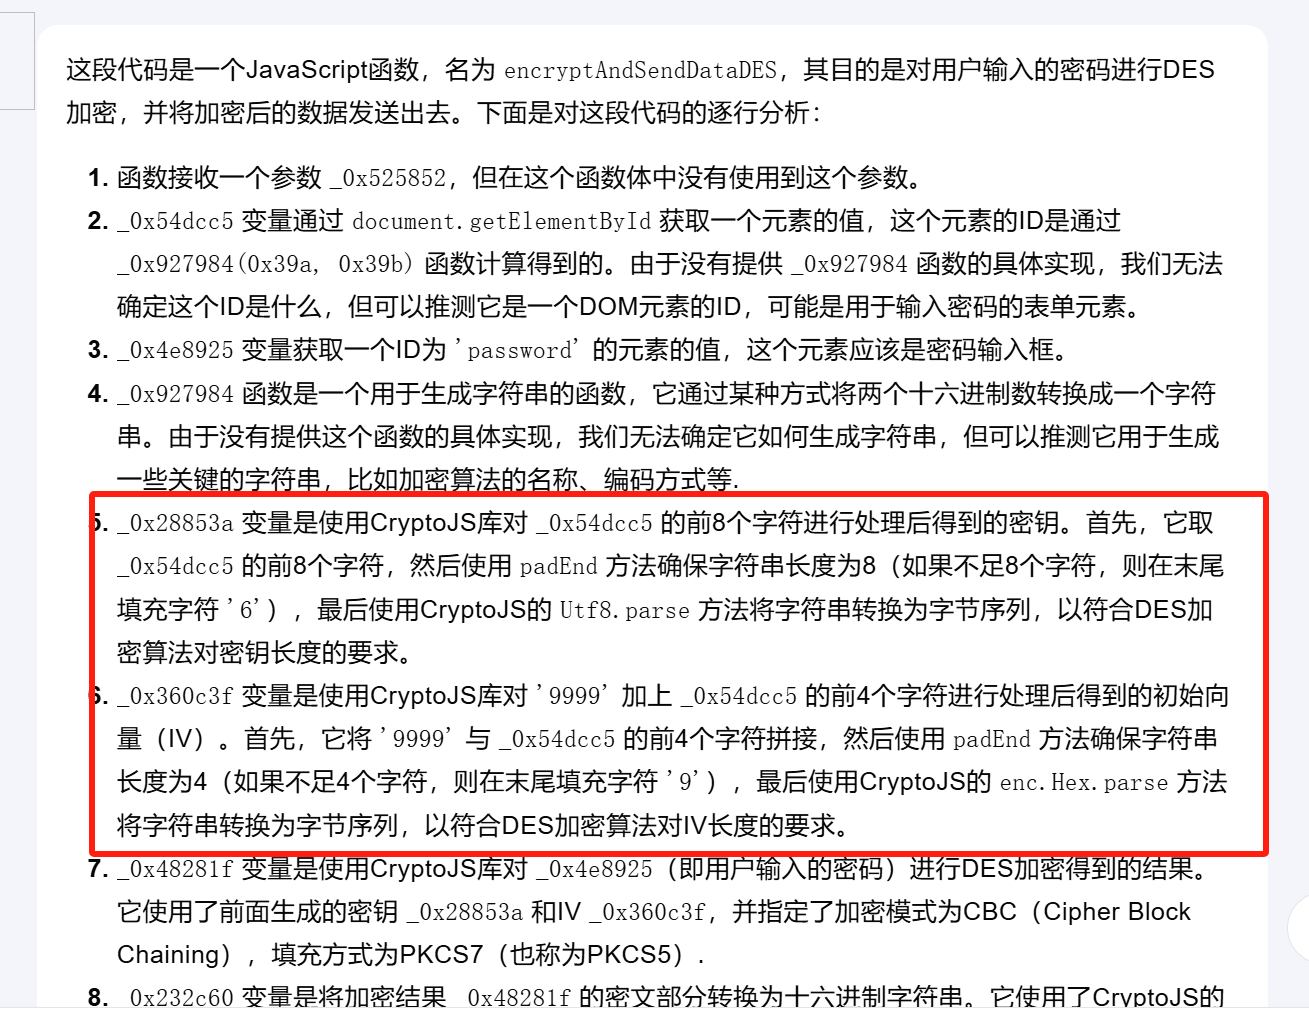 这段代码是一个JavaScript函数，名为 encryptAndSendDataDES，其目的是对用户输入的密码进行DES
加密，并将加密后的数据发送出去。下面是对这段代码的逐行分析：
1. 函数接收一个参数 _0x525852，但在这个函数体中没有使用到这个参数。
2. _0x54dcc5 变量通过 document.getElementById 获取一个元素的值，这个元素的ID是通过
_0x927984(0x39a, 0x39b) 函数计算得到的。由于没有提供 _0x927984 函数的具体实现，我们无法
确定这个ID是什么，但可以推测它是一个DOM元素的ID，可能是用于输入密码的表单元素。
3. _0x4e8925 变量获取一个ID为 'password' 的元素的值，这个元素应该是密码输入框。
4. _0x927984 函数是一个用于生成字符串的函数，它通过某种方式将两个十六进制数转换成一个字符
串。由于没有提供这个函数的具体实现，我们无法确定它如何生成字符串，但可以推测它用于生成
一些关键的字符串，比如加密算法的名称、编码方式等.
5. _0x28853a 变量是使用CryptoJS库对 _0x54dcc5 的前8个字符进行处理后得到的密钥。首先，它取
_0x54dcc5 的前8个字符，然后使用 padEnd 方法确保字符串长度为8（如果不足8个字符，则在末尾
填充字符 '6'），最后使用CryptoJS的 Utf8.parse 方法将字符串转换为字节序列，以符合DES加
密算法对密钥长度的要求。
6. _0x360c3f 变量是使用CryptoJS库对 '9999' 加上 _0x54dcc5 的前4个字符进行处理后得到的初始向
量（IV）。首先，它将 '9999' 与 _0x54dcc5 的前4个字符拼接，然后使用 padEnd 方法确保字符串
长度为4（如果不足4个字符，则在末尾填充字符 '9'），最后使用CryptoJS的 enc.Hex.parse 方法
将字符串转换为字节序列，以符合DES加密算法对IV长度的要求。
7. _0x48281f 变量是使用CryptoJS库对 _0x4e8925（即用户输入的密码）进行DES加密得到的结果。
它使用了前面生成的密钥 _0x28853a 和IV _0x360c3f，并指定了加密模式为CBC（Cipher Block
Chaining），填充方式为PKCS7（也称为PKCS5）.
8. _0x232c60 变量是将加密结果 _0x48281f 的密文部分转换为十六进制字符串。它使用了CryptoJS的